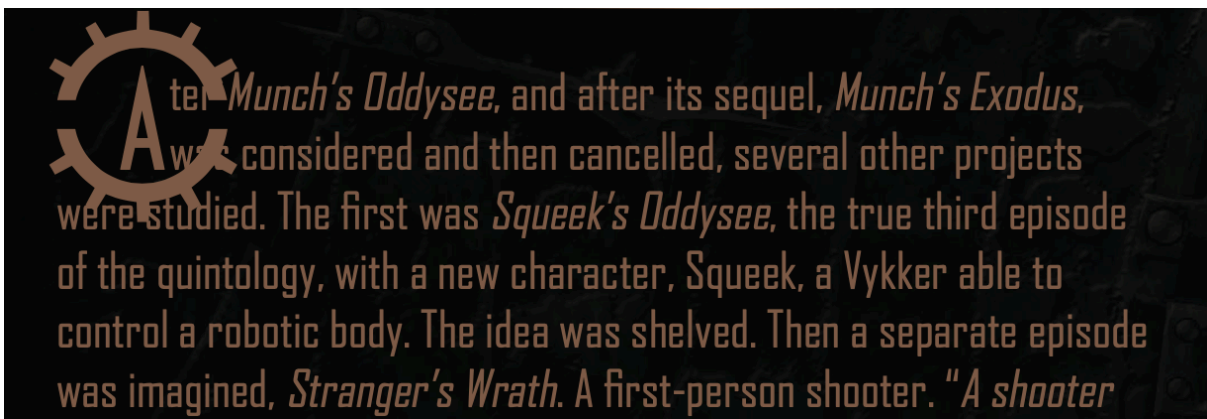 Ater Munch's Oddysee, and after its sequel, Munch's Exodus,
was considered and then cancelled, several other projects
were studied. The first was Squeek's Oddysee, the true third episode
of the quintology, with a new character, Squeek, a Vykker able to
control a robotic body. The idea was shelved. Then a separate episode
was imagined, Stranger's Wrath. A first-person shooter. “A shooter